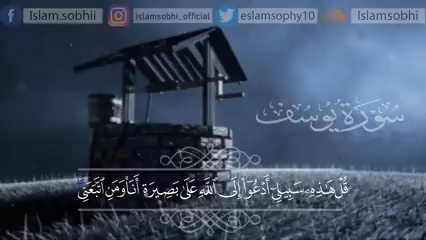 Islam.sobhii islamsobhi_official eslamsophy10 Islamsobhi
سُورَة يُوسُف
قُلْ هَٰذِهِۦ سَبِيلِىٓ أَدْعُوٓا۟ إِلَى ٱللَّهِ عَلَىٰ بَصِيرَةٍ أَنَا۠ وَمَنِ ٱتَّبَعَنِى